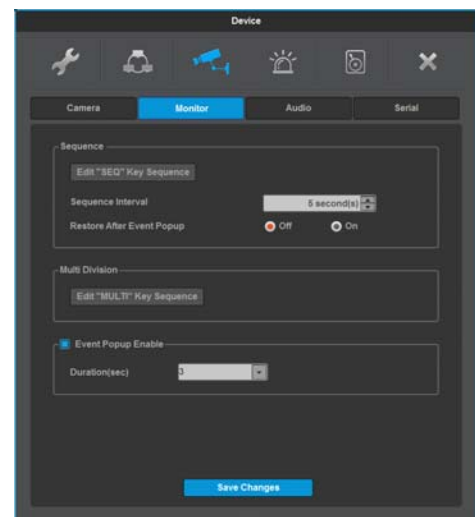 Device
Camera Monitor Audio Serial
Sequence
Edit "SEQ" Key Sequence
Sequence Interval 5 second(s)
Restore After Event Popup Off On
Multi Division
Edit "MULTI" Key Sequence
Event Popup Enable
Duration(sec) 3
Save Changes